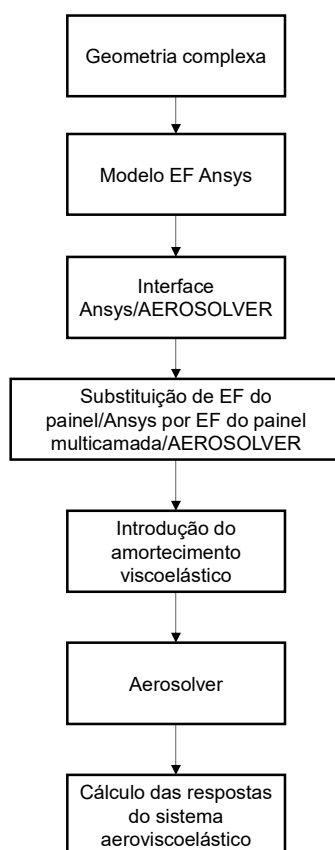 Geometria complexa
Modelo EF Ansys
Interface
Ansys/AEROSOLVER
Substituição de EF do
painel/Ansys por EF do painel
multicamada/AEROSOLVER
Introdução do
amortecimento
viscoelástico
Aerosolver
Cálculo das respostas
do sistema
aeroviscoelástico